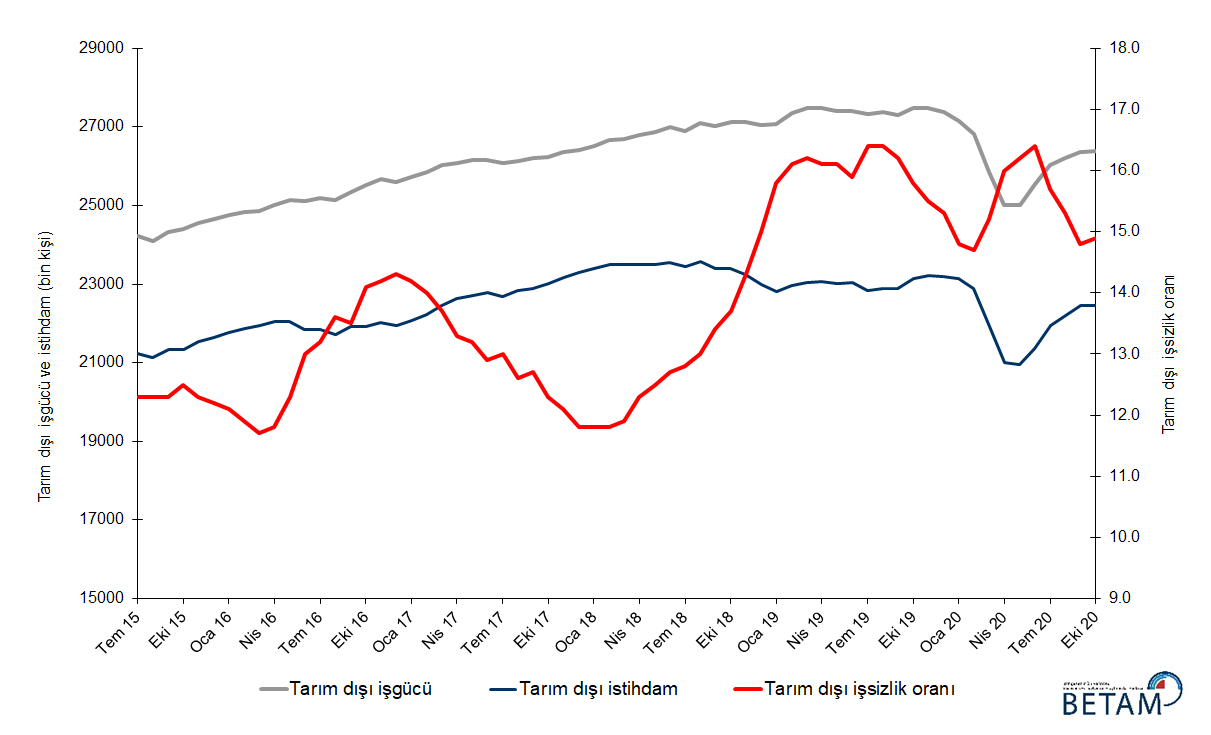 29000
27000
25000
23000
21000
19000
17000
15000
Tarım dışı işgücü ve istihdam (bin kişi)
18.0
17.0
16.0
15.0
14.0
13.0
12.0
11.0
10.0
9.0
Tarım dışı işsizlik oranı
Tem 15
Eki 15
Oca 16
Nis 16
Tem 16
Eki 16
Oca 17
Nis 17
Tem 17
Eki 17
Oca 18
Nis 18
Tem 18
Eki 18
Oca 19
Nis 19
Tem 19
Eki 19
Oca 20
Nis 20
Tem 20
Eki 20
Tarım dışı işgücü
Tarım dışı istihdam
Tarım dışı işsizlik oranı
BETAM